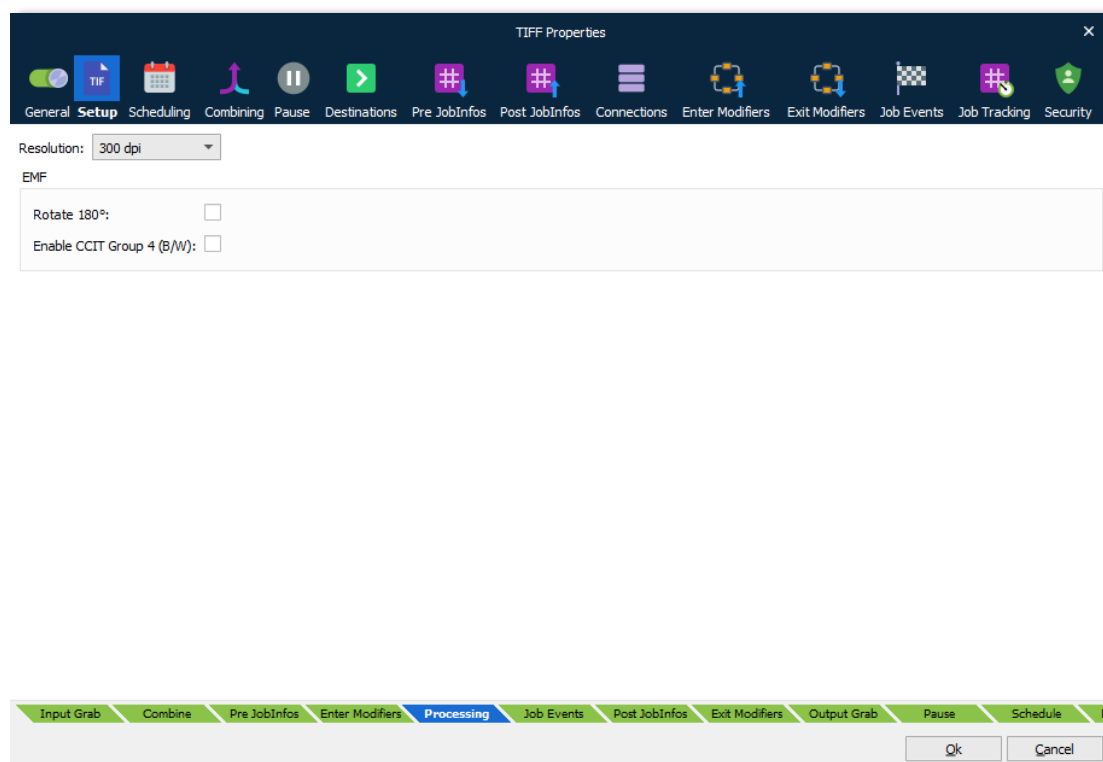 TIFF Properties
TIF
General Setup Scheduling Combining Pause Destinations Pre JobInfos Post JobInfos Connections Enter Modifiers Exit Modifiers Job Events Job Tracking Security
Resolution: 300 dpi
EMF
Rotate 180°:
Enable CCIT Group 4 (B/W):
Input Grab Combine Pre JobInfos Enter Modifiers Processing Job Events Post JobInfos Exit Modifiers Output Grab Pause Schedule
Ok Cancel